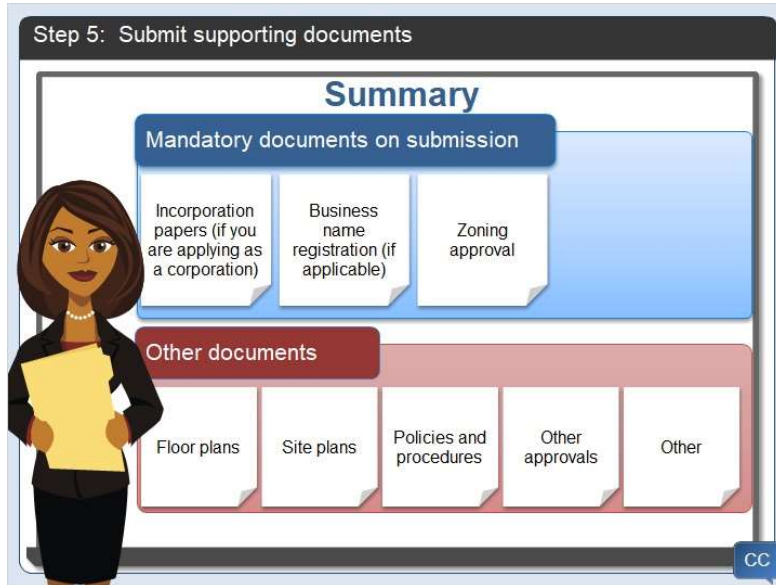 Step 5: Submit supporting documents
Summary
Mandatory documents on submission
Incorporation
papers (if you
are applying as
a corporation)
Business
name
registration (if
applicable)
Zoning
approval
Other documents
Floor plans
Site plans
Policies and
procedures
Other
approvals
Other
CC